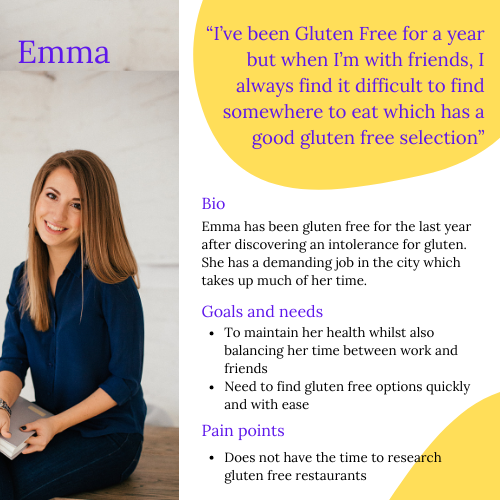 Emma
“I’ve been Gluten Free for a year
but when I’m with friends, I
always find it difficult to find
somewhere to eat which has a
good gluten free selection”
Bio
Emma has been gluten free for the last year
after discovering an intolerance for gluten.
She has a demanding job in the city which
takes up much of her time.
Goals and needs
• To maintain her health whilst also
balancing her time between work and
friends
• Need to find gluten free options quickly
and with ease
Pain points
• Does not have the time to research
gluten free restaurants